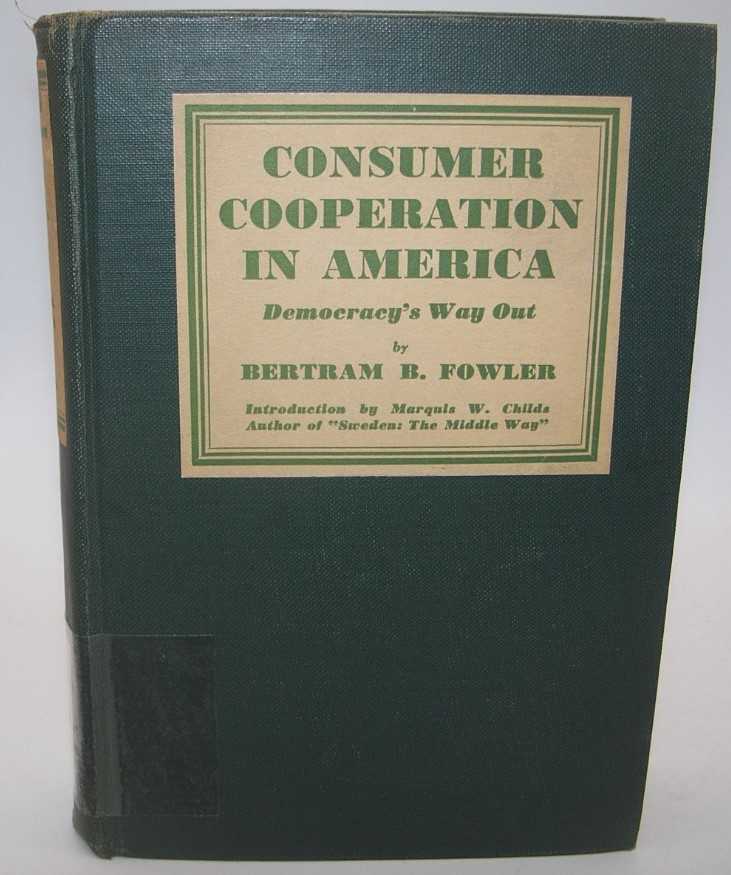 CONSUMER
COOPERATION
IN AMERICA
Democracy's Way Out
by
BERTRAM B. FOWLER
Introduction by Marquis W. Childs
Author of "Sweden: The Middle Way"